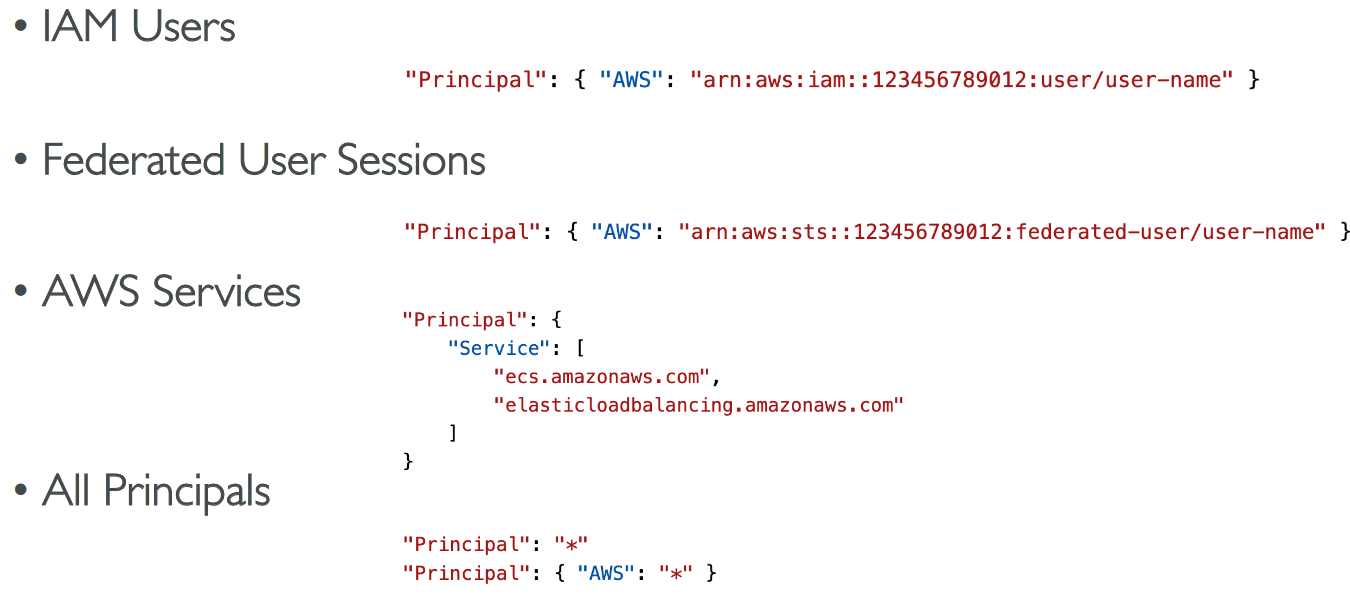 • IAM Users
"Principal": { "AWS": "arn:aws:iam::123456789012:user/user-name" }
• Federated User Sessions
"Principal": { "AWS": "arn:aws:sts::123456789012:federated-user/user-name" }
• AWS Services
"Principal": {
    "Service": [
        "ecs.amazonaws.com",
        "elasticloadbalancing.amazonaws.com"
    ]
}
• All Principals
"Principal": "*"
"Principal": { "AWS": "*" }